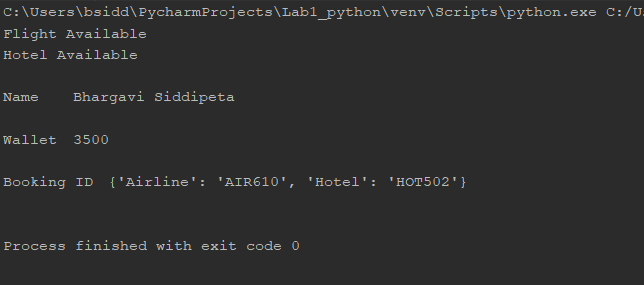 C:\Users\bsidd\PycharmProjects\Lab1_python\venv\Scripts\python.exe C:/U
Flight Available
Hotel Available
Name    Bhargavi Siddipeta
Wallet  3500
Booking ID  {'Airline': 'AIR610', 'Hotel': 'HOT502'}
Process finished with exit code 0